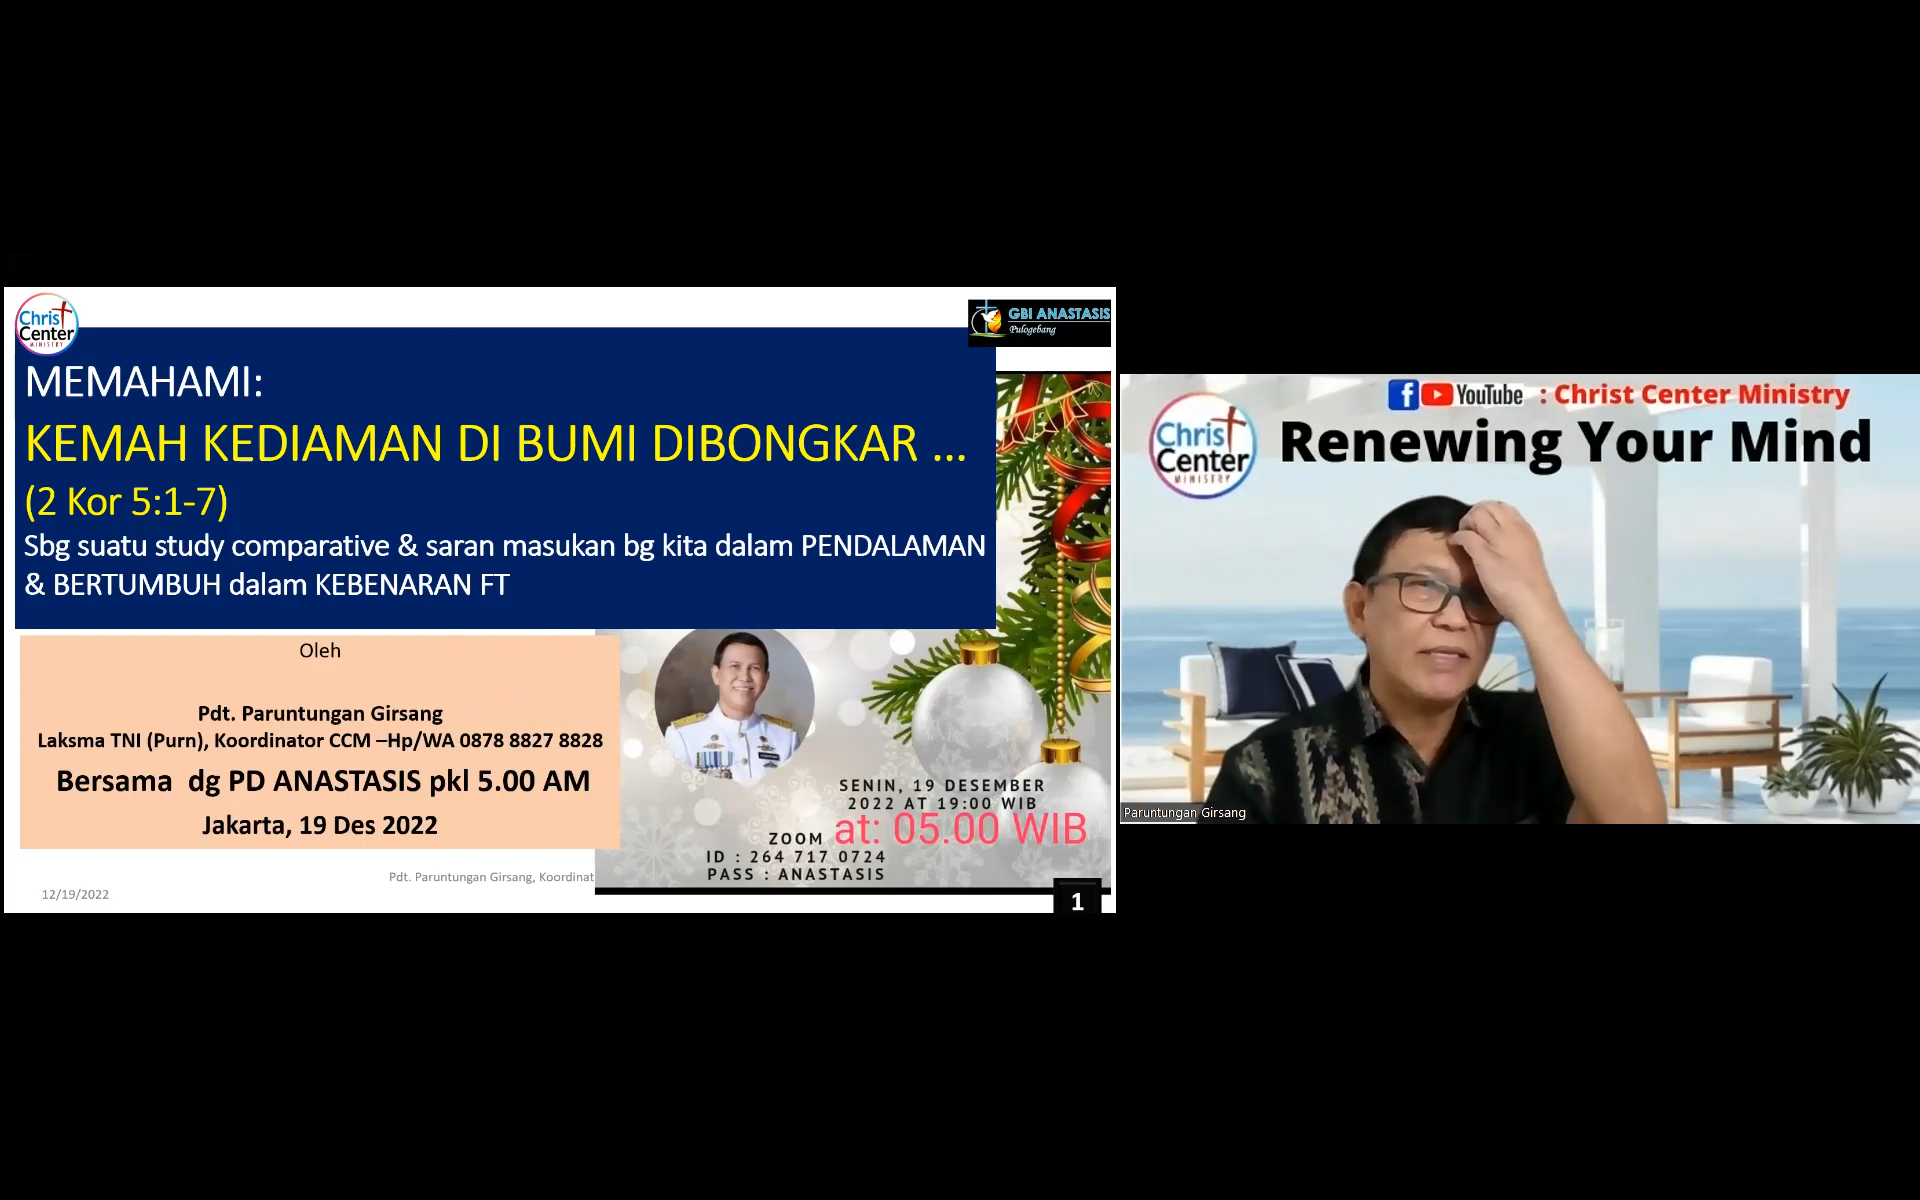 Christ
Center
MINISTRY
GBI ANASTASIS
Pulogebang
MEMAHAMI:
KEMAH KEDIAMAN DI BUMI DIBONGKAR ...
(2 Kor 5:1-7)
Sbg suatu study comparative & saran masukan bg kita dalam PENDALAMAN
& BERTUMBUH dalam KEBENARAN FT
Oleh
Pdt. Paruntungan Girsang
Laksma TNI (Purn), Koordinator CCM –Hp/WA 0878 8827 8828
Bersama dg PD ANASTASIS pkl 5.00 AM
Jakarta, 19 Des 2022
SENIN, 19 DESEMBER
2022 AT 19:00 WIB
at: 05.00 WIB
ZOOM
ID : 264 717 0724
PASS : ANASTASIS
Pdt. Paruntungan Girsang, Koordinat
12/19/2022
1
YouTube : Christ Center Ministry
Christ
Center
MINISTRY
Renewing Your Mind
Paruntungan Girsang